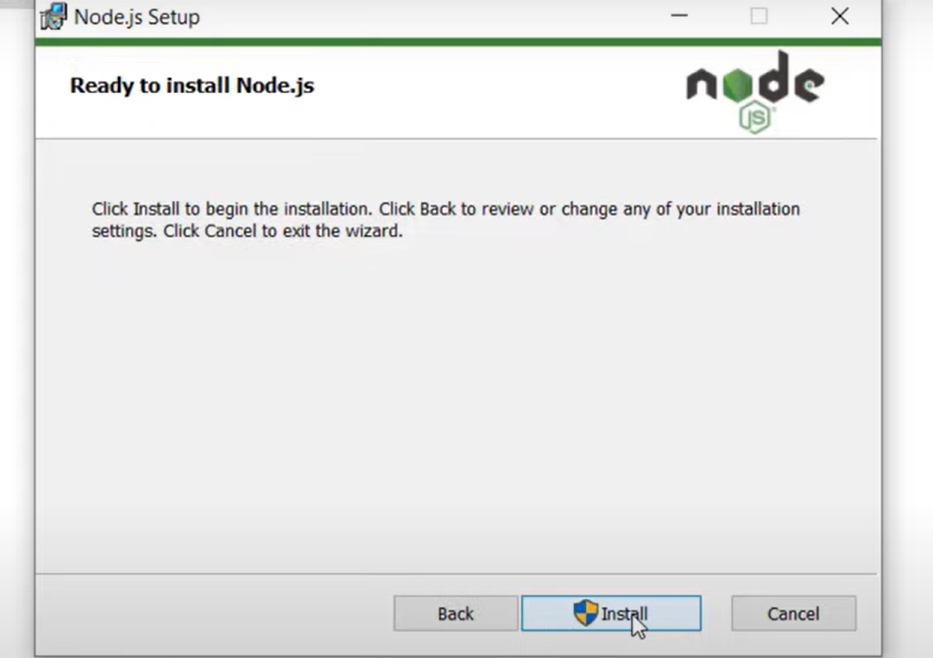 Node.js Setup
Ready to install Node.js
node
JS
Click Install to begin the installation. Click Back to review or change any of your installation
settings. Click Cancel to exit the wizard.
Back
Install
Cancel